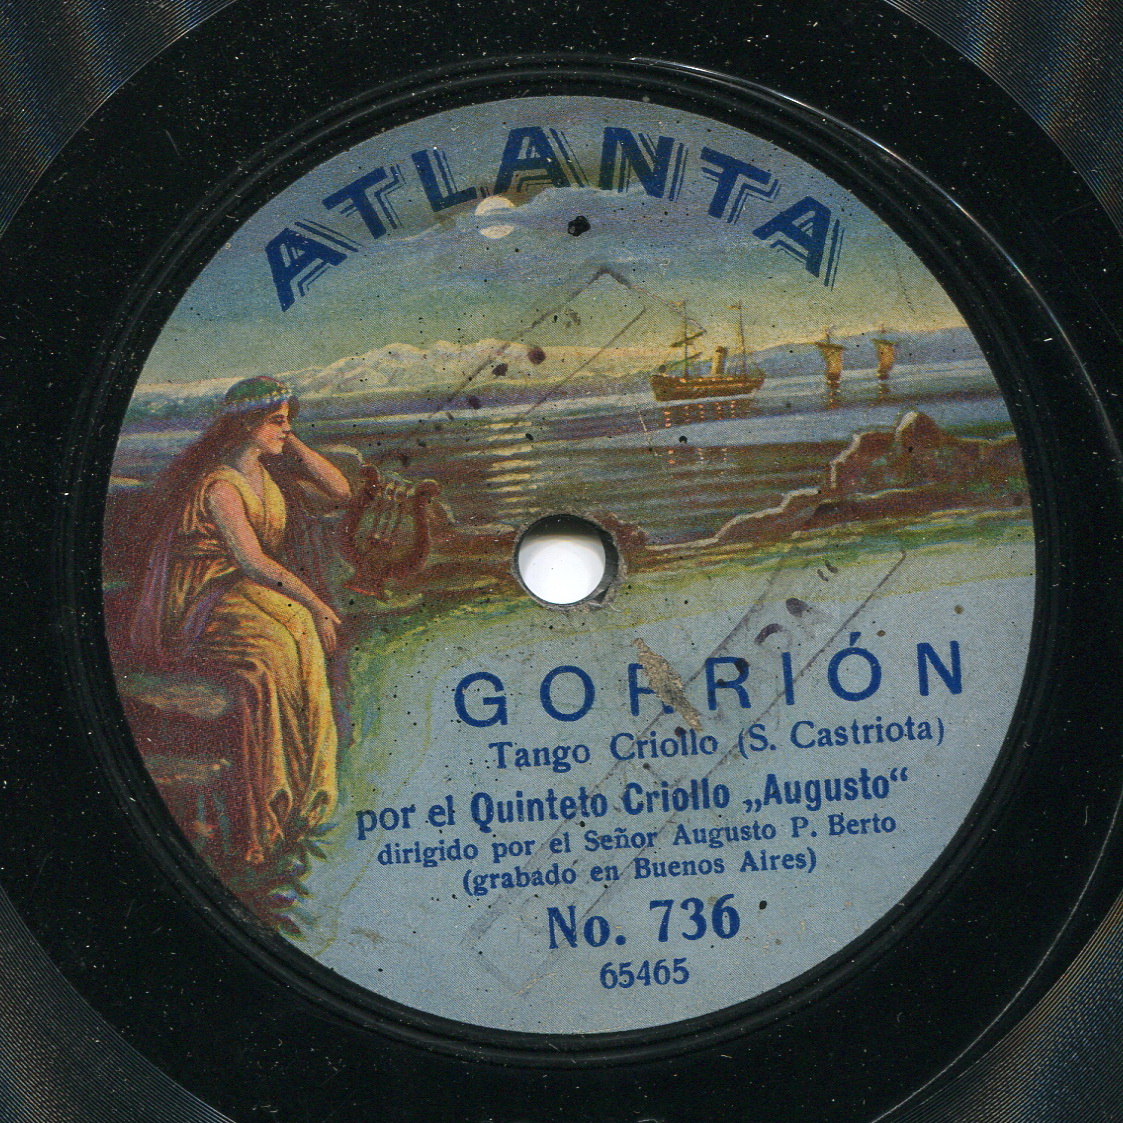 ATLANTA
GORRIÓN
Tango Criollo (S. Castriota)
por el Quinteto Criollo „Augusto“
dirigido por el Señor Augusto P. Berto
(grabado en Buenos Aires)
No. 736
65465